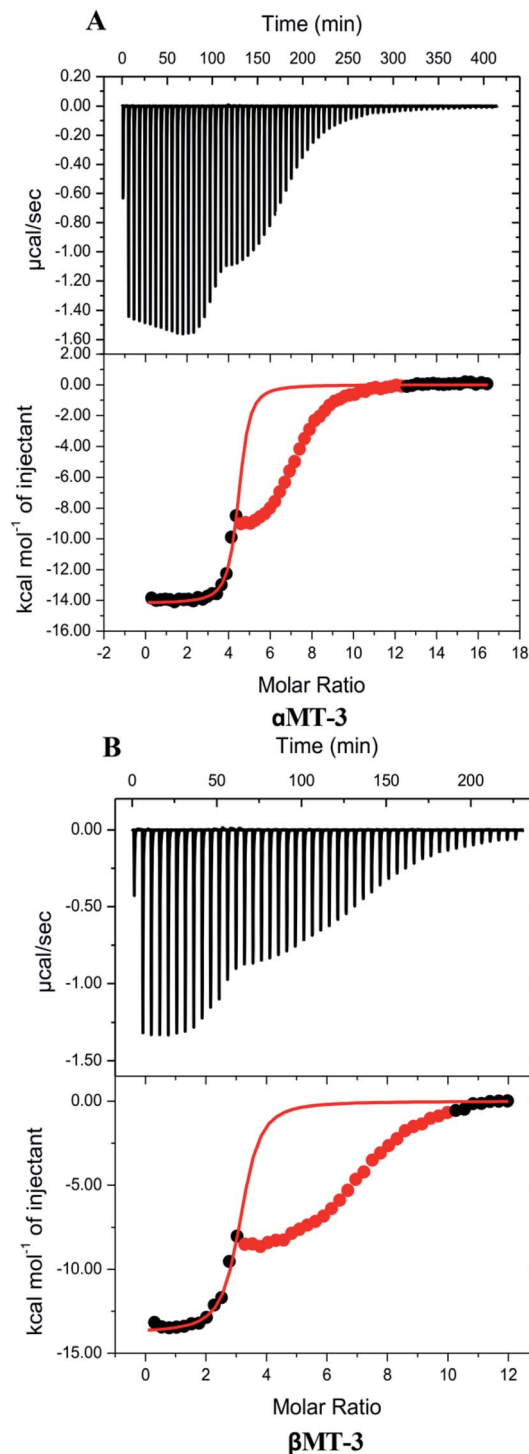 A
Time (min)
0 50 100 150 200 250 300 350 400
0.20
0.00
-0.20
-0.40
-0.60
-0.80
-1.00
-1.20
-1.40
-1.60
µcal/sec
2.00
0.00
-2.00
-4.00
-6.00
-8.00
-10.00
-12.00
-14.00
-16.00
kcal mol⁻¹ of injectant
-2 0 2 4 6 8 10 12 14 16 18
Molar Ratio
αMT-3
B
Time (min)
0 50 100 150 200
0.00
-0.50
-1.00
-1.50
µcal/sec
0.00
-5.00
-10.00
-15.00
kcal mol⁻¹ of injectant
0 2 4 6 8 10 12
Molar Ratio
βMT-3